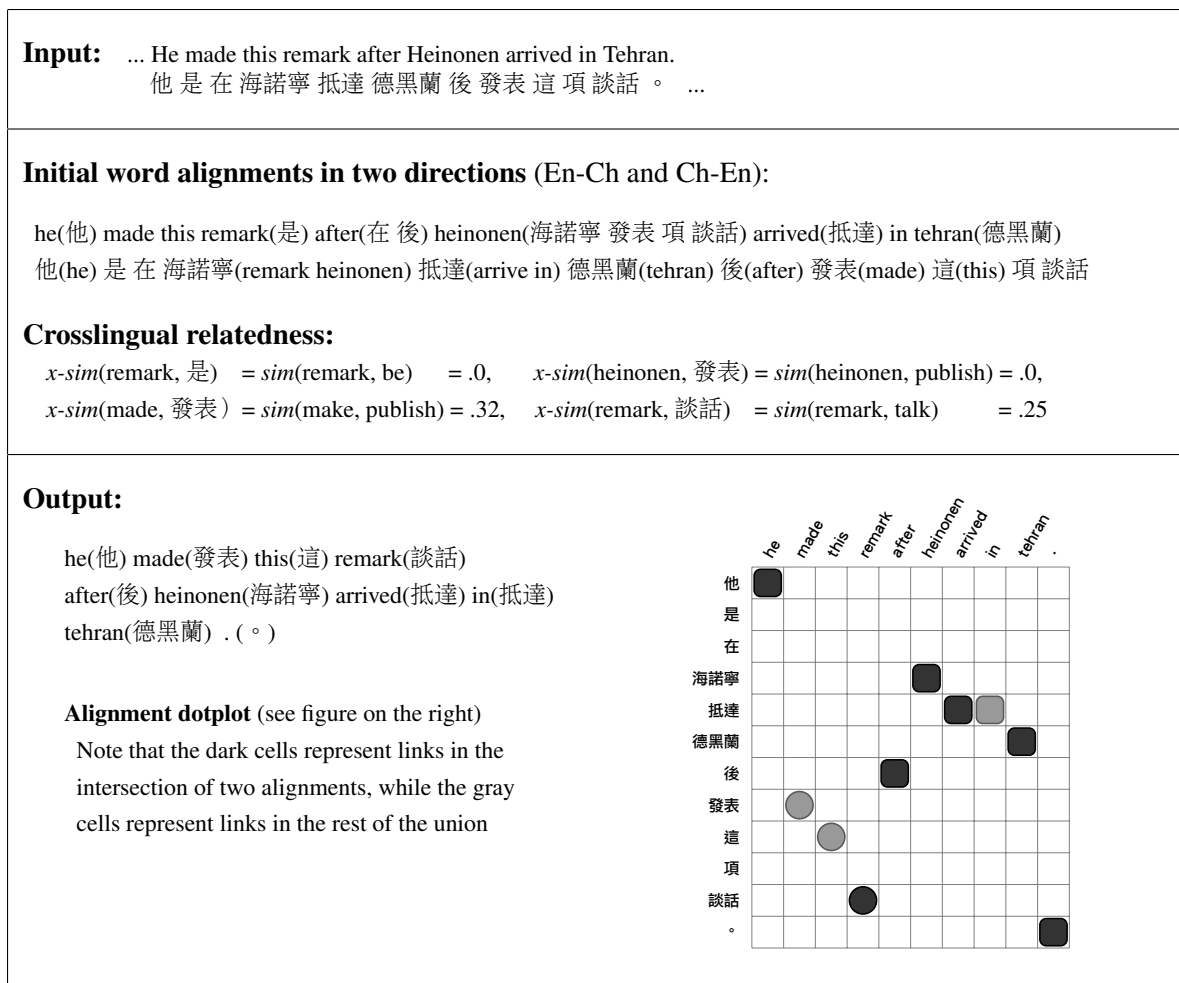 Input: ... He made this remark after Heinonen arrived in Tehran.
他 是 在 海諾寧 抵達 德黑蘭 後 發表 這 項 談話 。 ...
Initial word alignments in two directions (En-Ch and Ch-En):
he(他) made this remark(是) after(在 後) heinonen(海諾寧 發表 項 談話) arrived(抵達) in tehran(德黑蘭)
他(he) 是 在 海諾寧(remark heinonen) 抵達(arrive in) 德黑蘭(tehran) 後(after) 發表(made) 這(this) 項 談話
Crosslingual relatedness:
x-sim(remark, 是) = sim(remark, be) = .0, x-sim(heinonen, 發表) = sim(heinonen, publish) = .0,
x-sim(made, 發表） = sim(make, publish) = .32, x-sim(remark, 談話) = sim(remark, talk) = .25
Output:
he(他) made(發表) this(這) remark(談話)
after(後) heinonen(海諾寧) arrived(抵達) in(抵達)
tehran(德黑蘭) . ( 。)
Alignment dotplot (see figure on the right)
Note that the dark cells represent links in the
intersection of two alignments, while the gray
cells represent links in the rest of the union
he made this remark after heinonen arrived in tehran .
他
是
在
海諾寧
抵達
德黑蘭
後
發表
這
項
談話
。